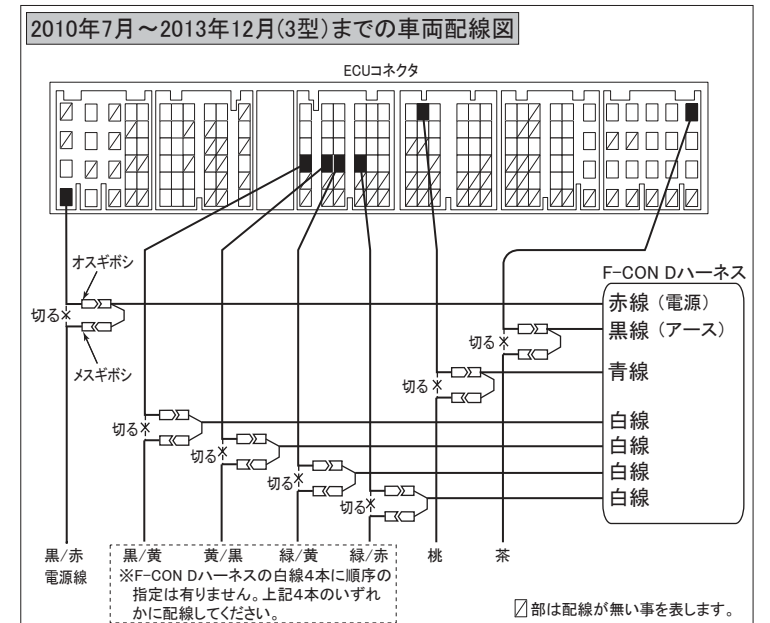 2010年7月～2013年12月(3型)までの車両配線図
ECUコネクタ
オスギボシ
F-CON Dハーネス
赤線（電源）
切る
黒線（アース）
切る
メスギボシ
青線
切る
白線
切る
白線
切る
白線
切る
白線
切る
黒/赤
電源線
黒/黄
黄/黒
緑/黄
緑/赤
桃
茶
※F-CON Dハーネスの白線4本に順序の
指定は有りません。上記4本のいずれ
かに配線してください。
部は配線が無い事を表します。